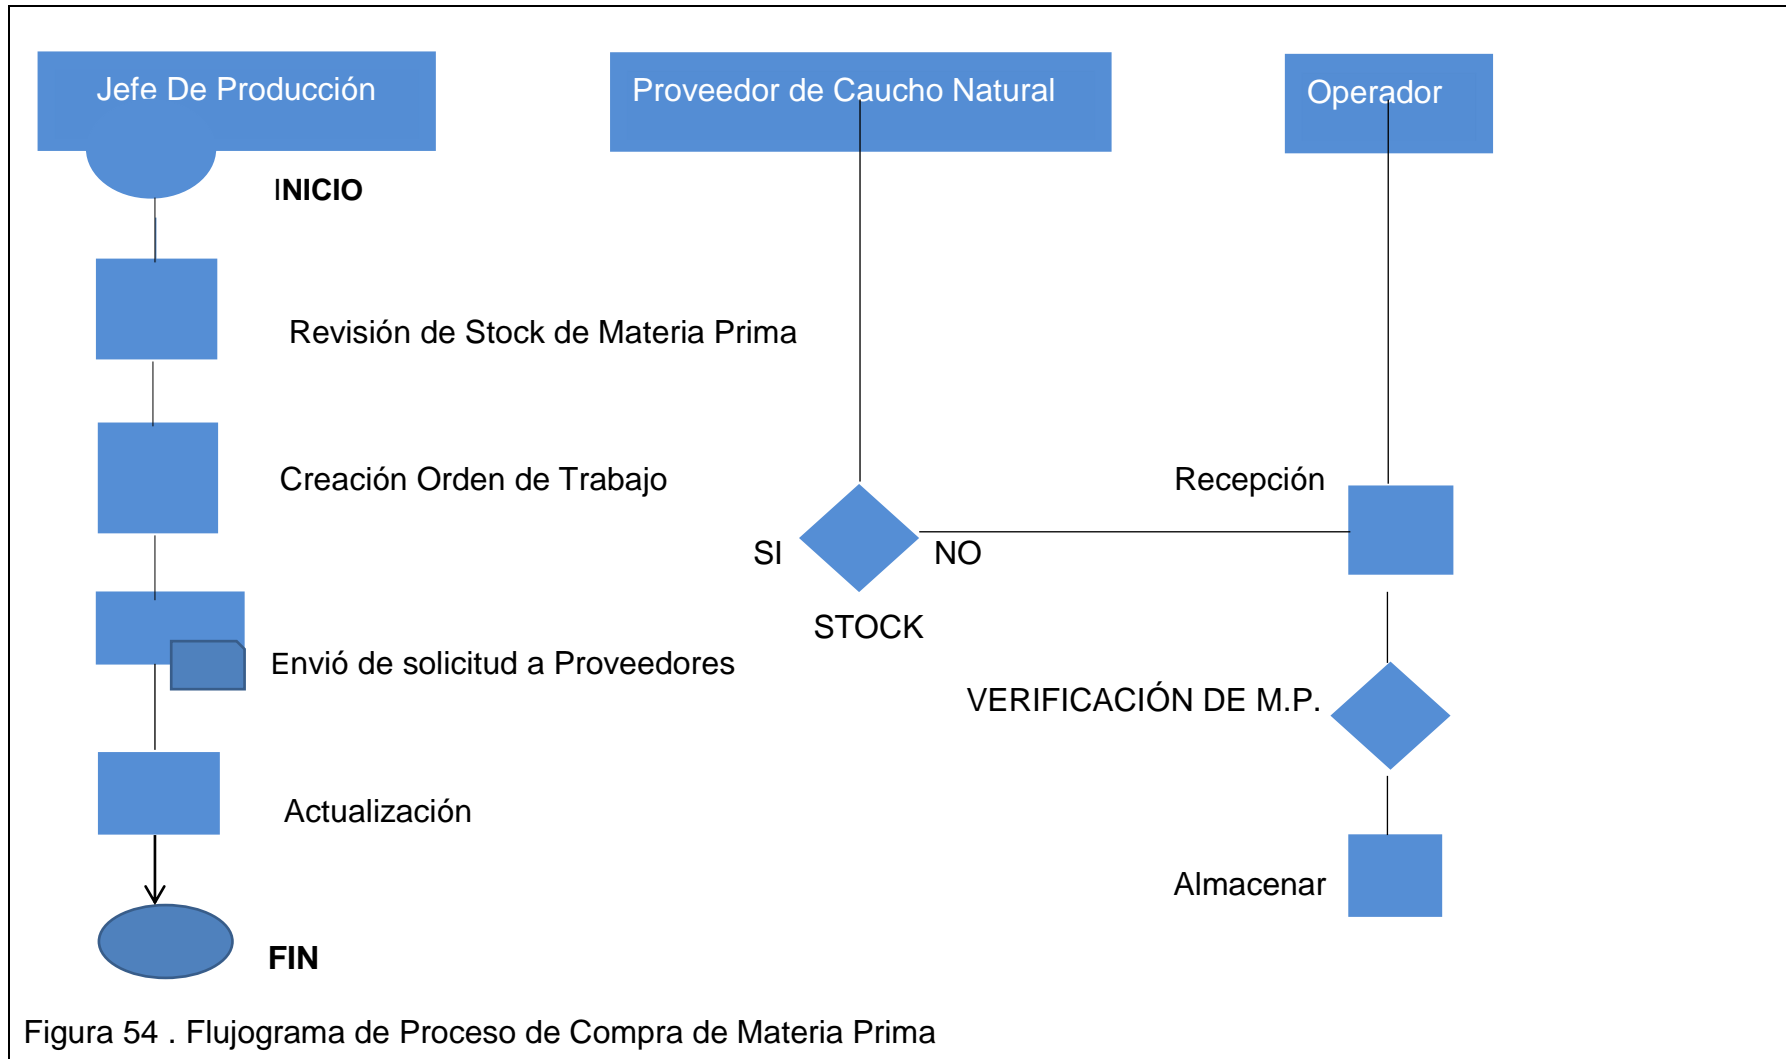 Jefe De Producción
Proveedor de Caucho Natural
Operador
INICIO
Revisión de Stock de Materia Prima
Creación Orden de Trabajo
Recepción
SI
NO
STOCK
Envió de solicitud a Proveedores
VERIFICACIÓN DE M.P.
Actualización
Almacenar
FIN
Figura 54 . Flujograma de Proceso de Compra de Materia Prima